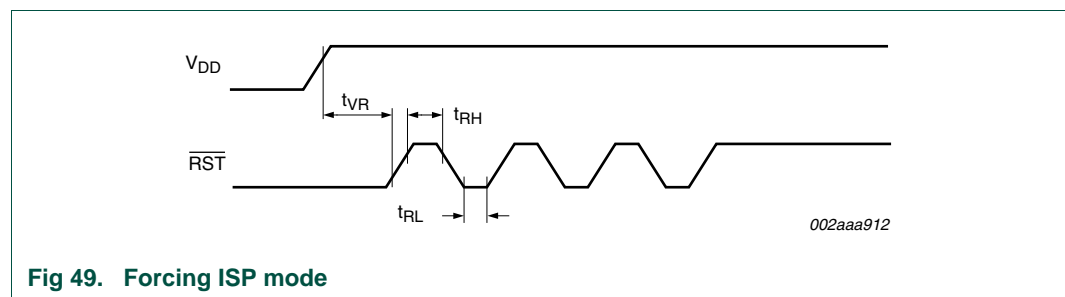 VDD
tVR
tRH
RST
tRL
002aaa912
Fig 49. Forcing ISP mode